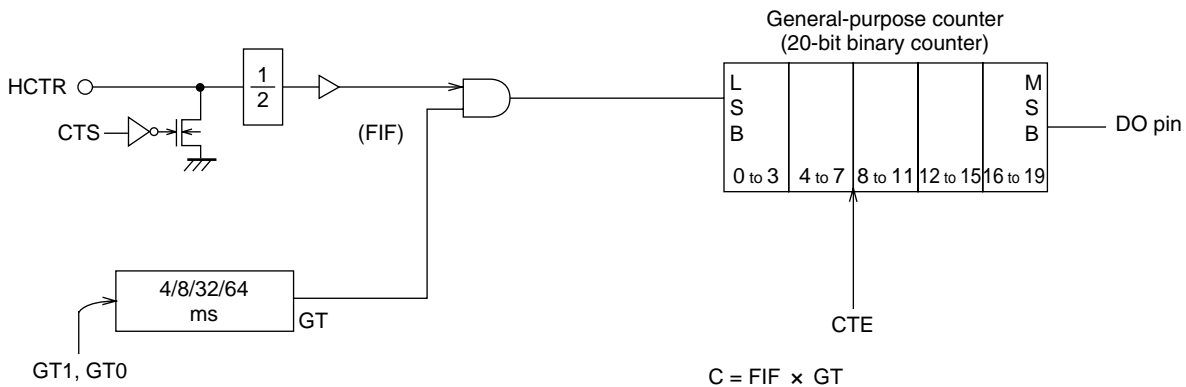 General-purpose counter
(20-bit binary counter)
HCTR
1
2
CTS
(FIF)
L
S
B
M
S
B
DO pin
0 to 3
4 to 7
8 to 11
12 to 15
16 to 19
4/8/32/64
ms
GT
CTE
GT1, GT0
C = FIF × GT